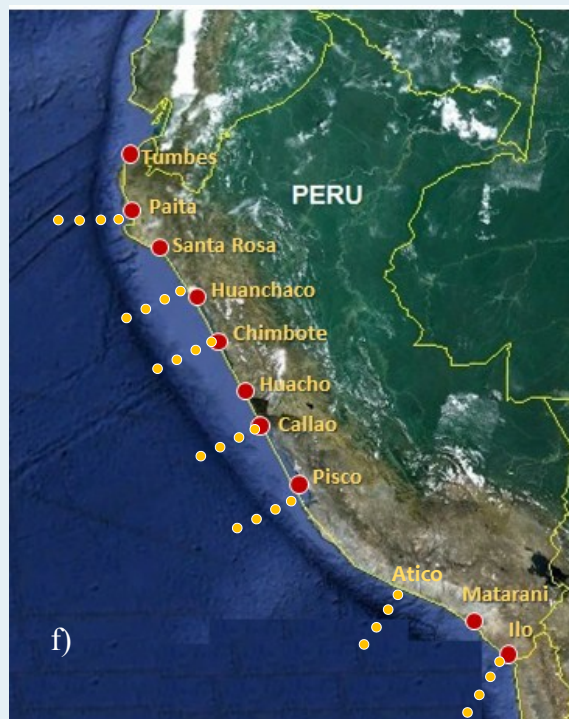 Tumbes
PERU
Paita
Santa Rosa
Huanchaco
Chimbote
Huacho
Callao
Pisco
Atico
Matarani
Ilo
f)